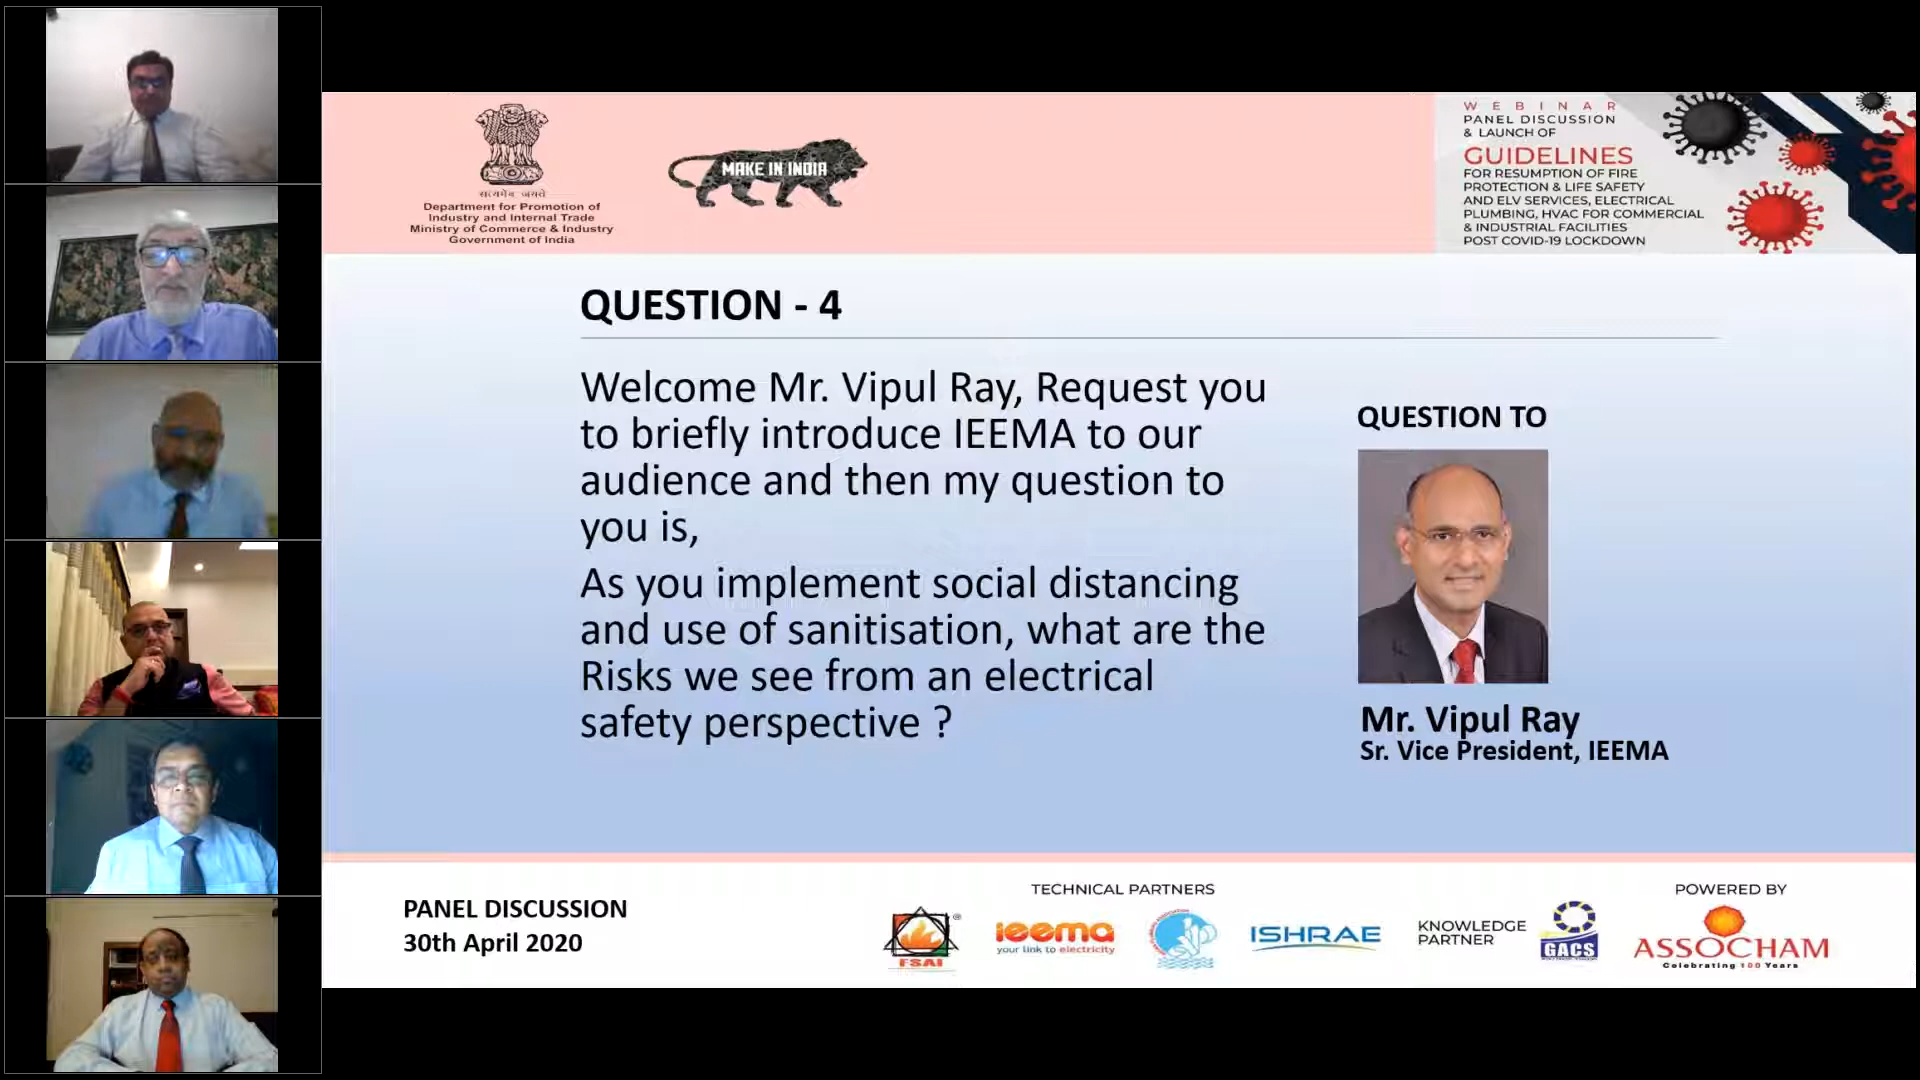 सत्यमेव जयते
Department for Promotion of
Industry and Internal Trade
Ministry of Commerce & Industry
Government of India
MAKE IN INDIA
WEBINAR
PANEL DISCUSSION
& LAUNCH OF
GUIDELINES
FOR RESUMPTION OF FIRE
PROTECTION & LIFE SAFETY
AND ELV SERVICES, ELECTRICAL
PLUMBING, HVAC FOR COMMERCIAL
& INDUSTRIAL FACILITIES
POST COVID-19 LOCKDOWN
QUESTION - 4
Welcome Mr. Vipul Ray, Request you
to briefly introduce IEEMA to our
audience and then my question to
you is,
As you implement social distancing
and use of sanitisation, what are the
Risks we see from an electrical
safety perspective ?
QUESTION TO
Mr. Vipul Ray
Sr. Vice President, IEEMA
PANEL DISCUSSION
30th April 2020
TECHNICAL PARTNERS
FSAI
ieema
your link to electricity
ISHRAE
KNOWLEDGE
PARTNER
GACS
POWERED BY
ASSOCHAM
Celebrating 100 Years